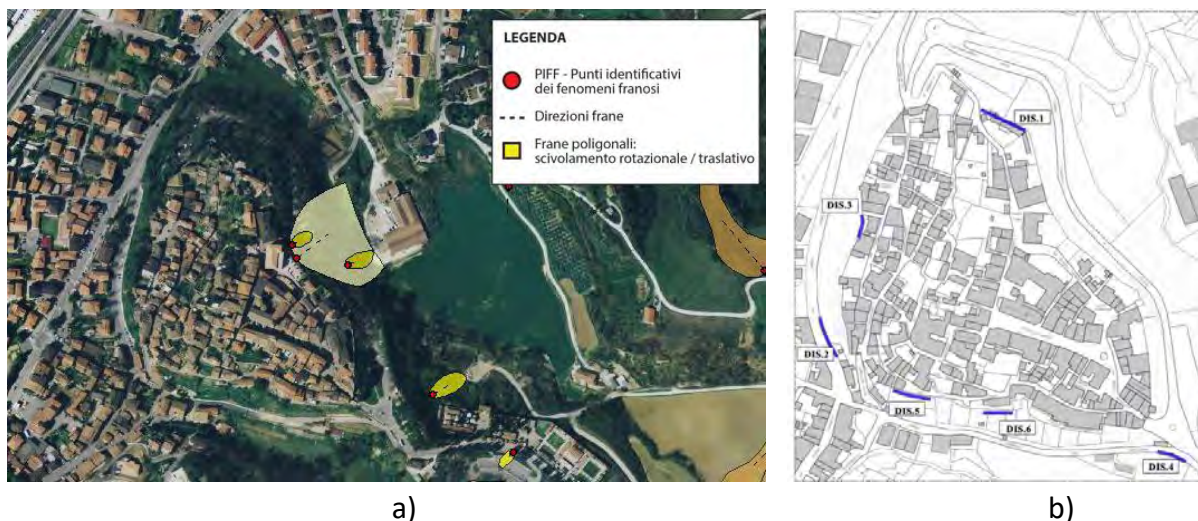 LEGENDA
PIFF - Punti identificativi
dei fenomeni franosi
Direzioni frane
Frane poligonali:
scivolamento rotazionale / traslativo
DIS.1
DIS.3
DIS.2
DIS.5
DIS.6
DIS.4
a)
b)